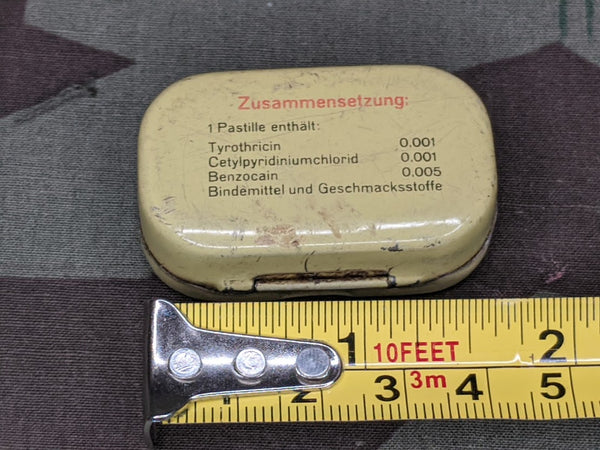 Zusammensetzung:
1 Pastille enthält:
Tyrothricin 0.001
Cetylpyridiniumchlorid 0.001
Benzocain 0.005
Bindemittel und Geschmacksstoffe
1 10FEET 2
2 3 3m 4 5